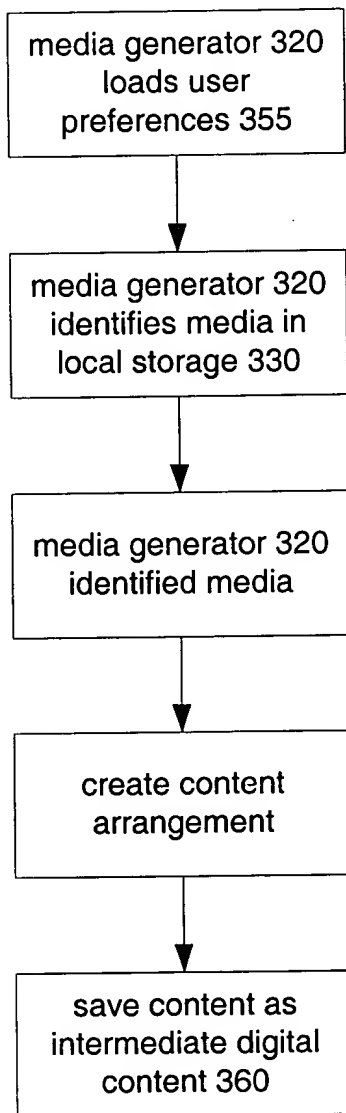 media generator 320
loads user
preferences 355
media generator 320
identifies media in
local storage 330
media generator 320
identified media
create content
arrangement
save content as
intermediate digital
content 360